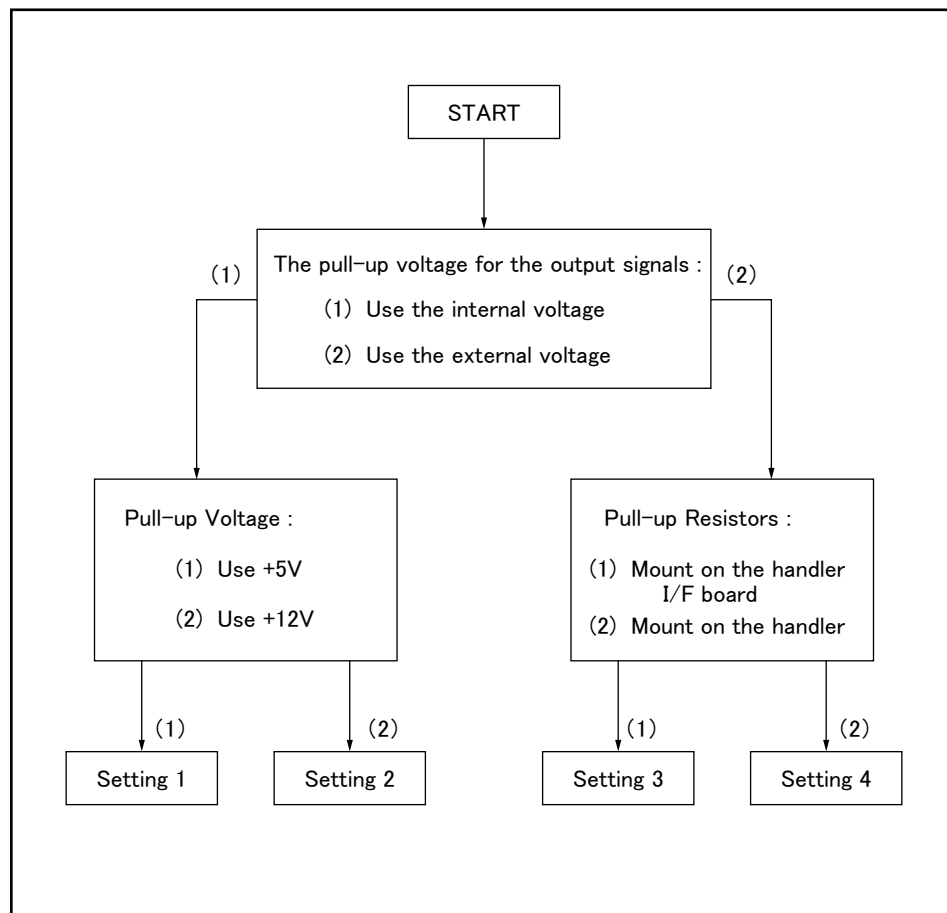 START
The pull-up voltage for the output signals :
(1) Use the internal voltage
(2) Use the external voltage
(1)
(2)
Pull-up Voltage :
(1) Use +5V
(2) Use +12V
Pull-up Resistors :
(1) Mount on the handler
I/F board
(2) Mount on the handler
(1)
(2)
(1)
(2)
Setting 1
Setting 2
Setting 3
Setting 4